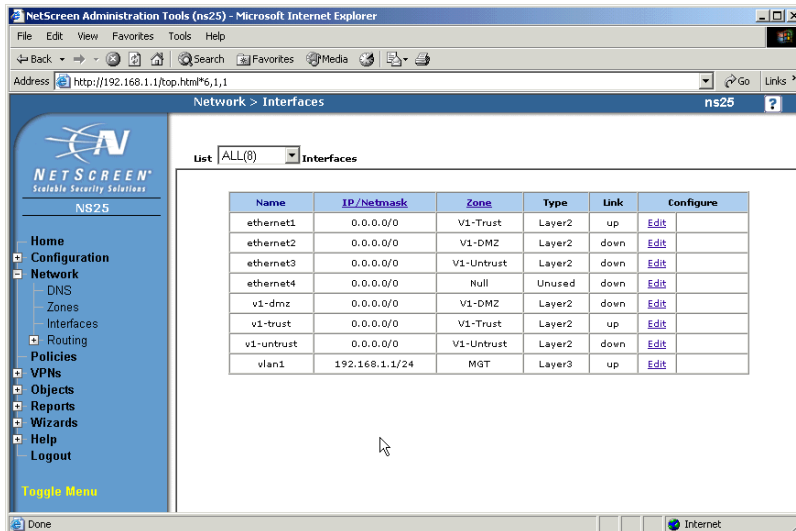 NetScreen Administration Tools (ns25) - Microsoft Internet Explorer
File Edit View Favorites Tools Help
Back Search Favorites Media
Address http://192.168.1.1/top.html*6,1,1 Go Links
Network > Interfaces ns25 ?
N
NETSCREEN
Scalable Security Solutions
NS25
Home
Configuration
Network
DNS
Zones
Interfaces
Routing
Policies
VPNs
Objects
Reports
Wizards
Help
Logout
Toggle Menu
List ALL(8) Interfaces
Name IP/Netmask Zone Type Link Configure
ethernet1 0.0.0.0/0 V1-Trust Layer2 up Edit
ethernet2 0.0.0.0/0 V1-DMZ Layer2 down Edit
ethernet3 0.0.0.0/0 V1-Untrust Layer2 down Edit
ethernet4 0.0.0.0/0 Null Unused down Edit
v1-dmz 0.0.0.0/0 V1-DMZ Layer2 down Edit
v1-trust 0.0.0.0/0 V1-Trust Layer2 up Edit
v1-untrust 0.0.0.0/0 V1-Untrust Layer2 down Edit
vlan1 192.168.1.1/24 MGT Layer3 up Edit
Done Internet